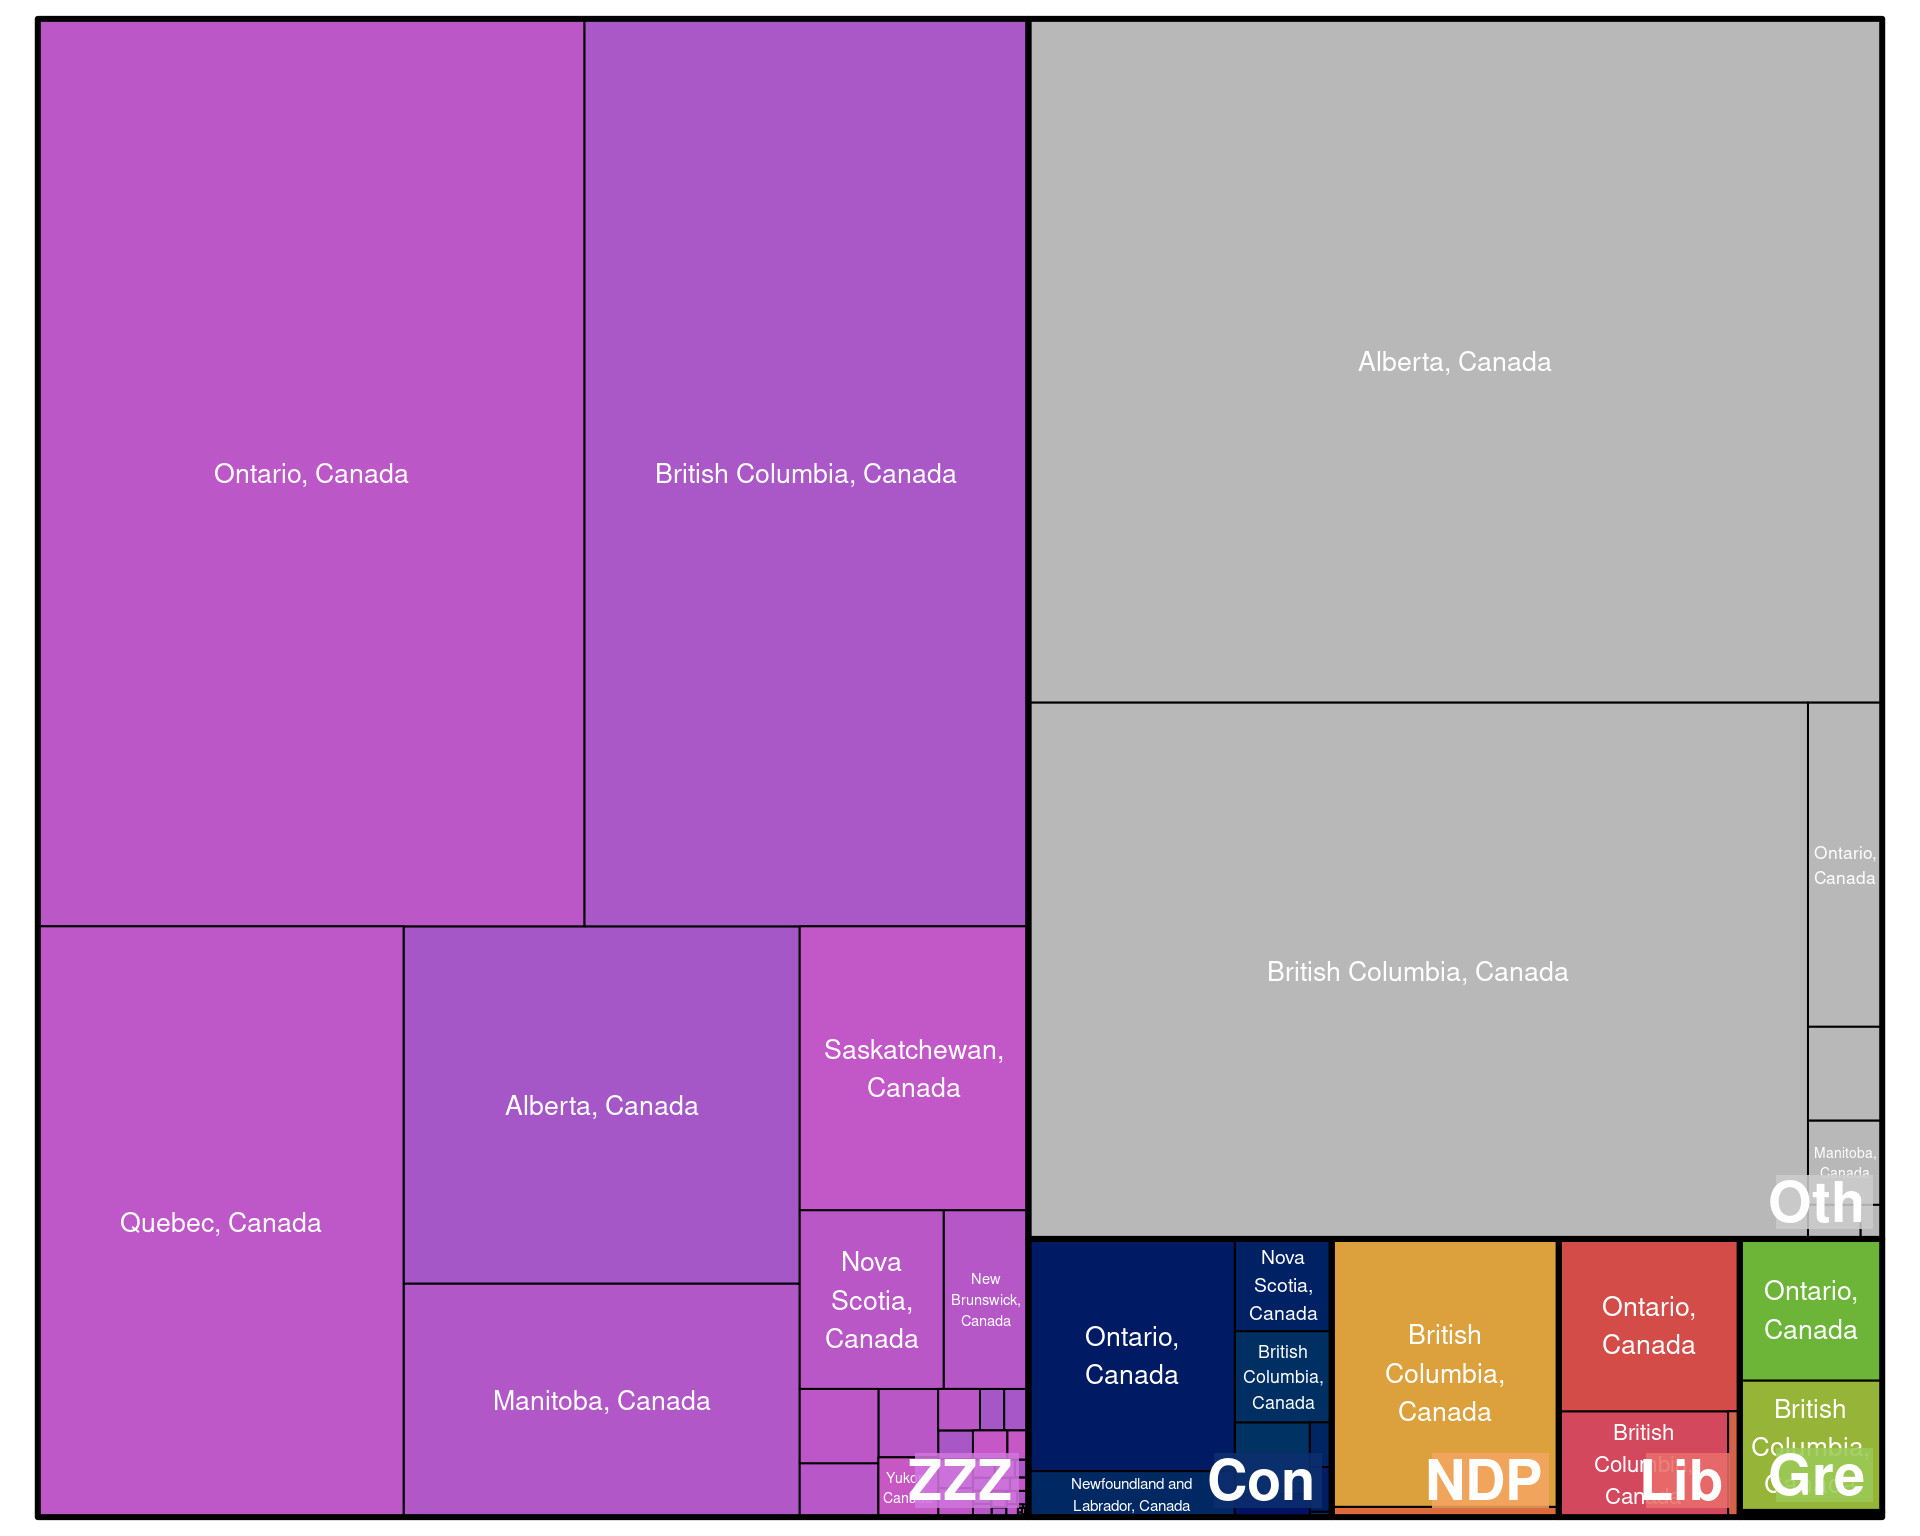 Ontario, Canada
British Columbia, Canada
Quebec, Canada
Alberta, Canada
Manitoba, Canada
Saskatchewan,
Canada
Nova
Scotia,
Canada
New
Brunswick,
Canada
ZZZ
Alberta, Canada
British Columbia, Canada
Ontario,
Canada
Manitoba,
Canada
Oth
Ontario,
Canada
Newfoundland and
Labrador, Canada
Nova
Scotia,
Canada
British
Columbia,
Canada
Con
British
Columbia,
Canada
NDP
Ontario,
Canada
British
Lib
Ontario,
Canada
British
Columbia,
Gre